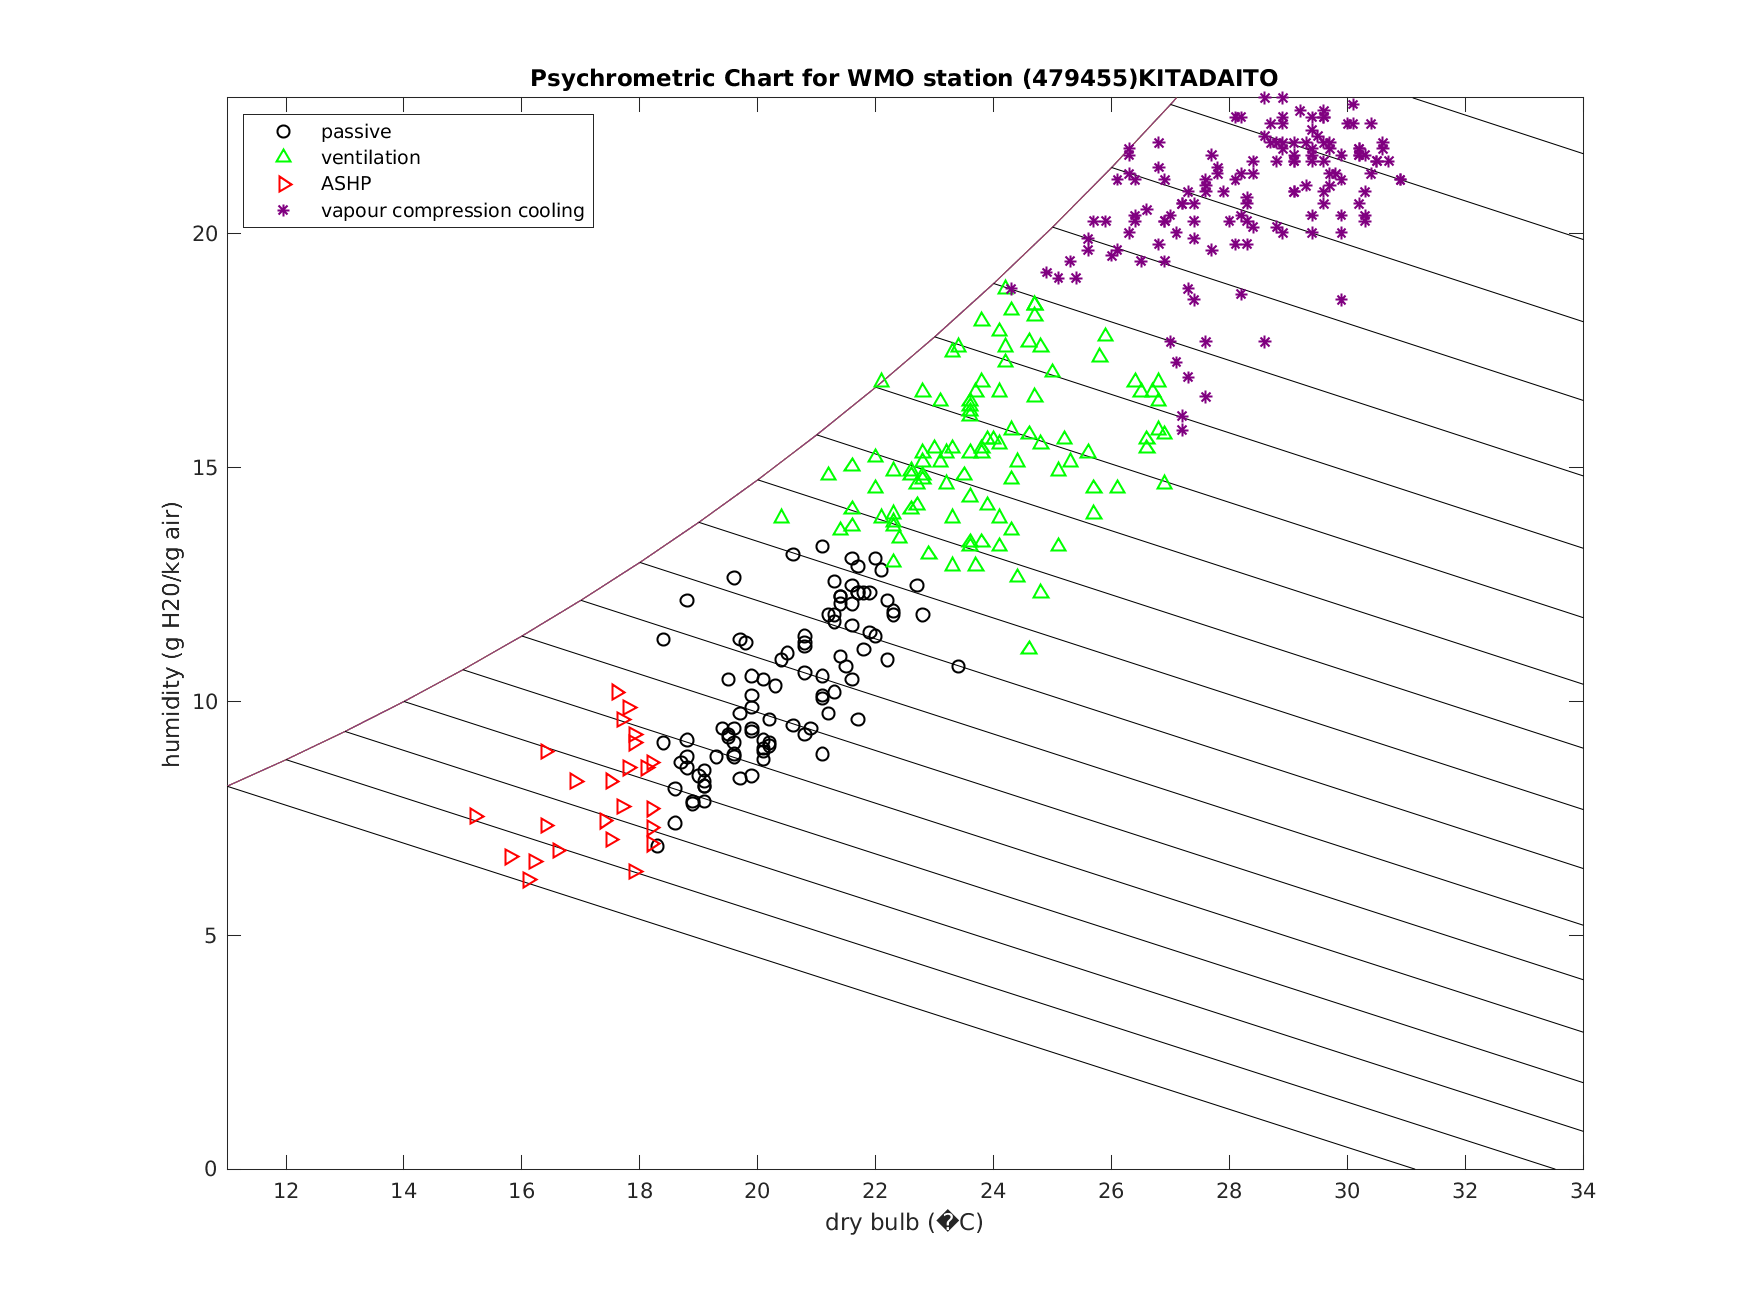 Psychrometric Chart for WMO station (479455)KITADAITO
passive
ventilation
ASHP
vapour compression cooling
20
15
10
5
0
humidity (g H20/kg air)
12 14 16 18 20 22 24 26 28 30 32 34
dry bulb (�C)